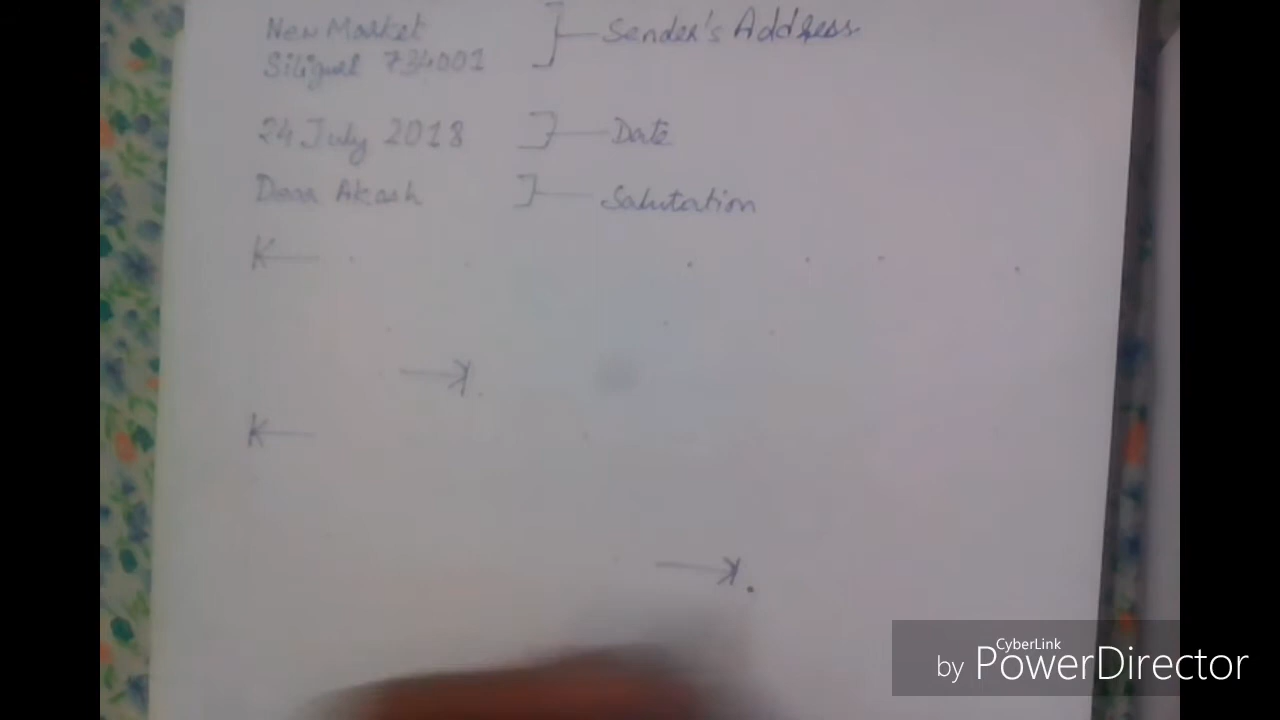 New Market
Siliguri 734001
Sender's Address
24 July 2018
Date
Dear Akash
Salutation
CyberLink
by PowerDirector